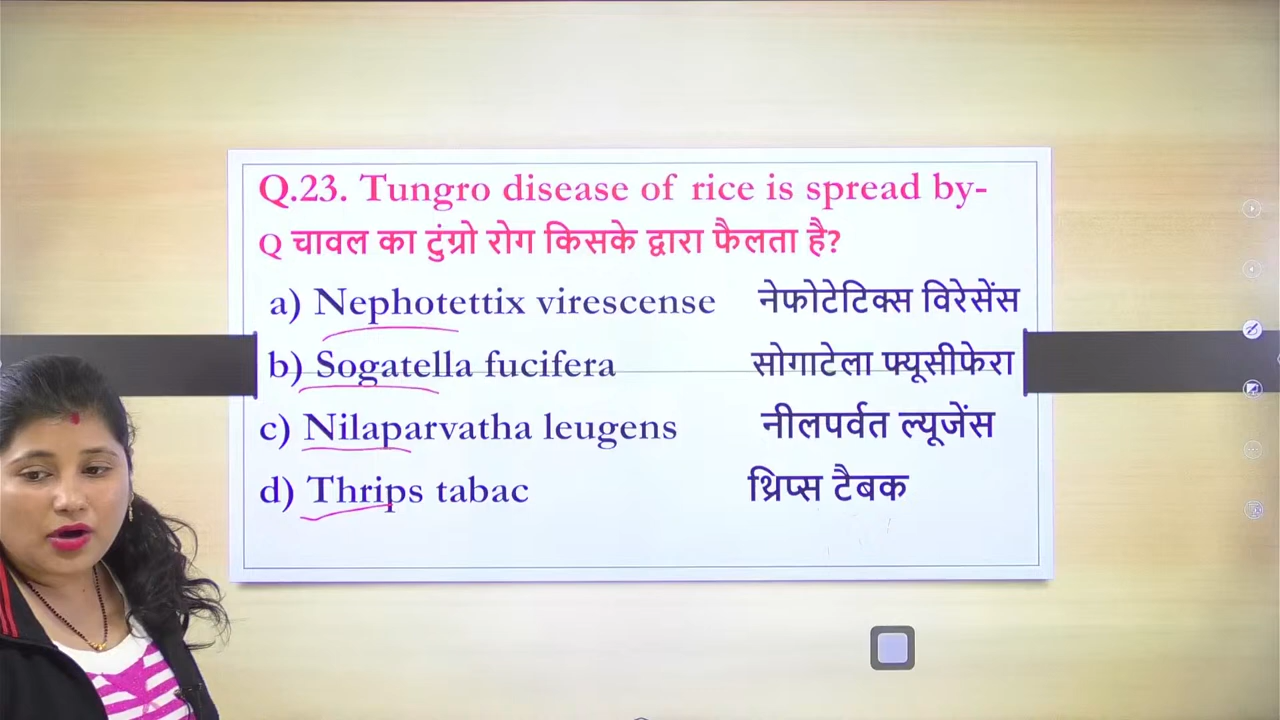 Q.23. Tungro disease of rice is spread by-
Q चावल का टुंग्रो रोग किसके द्वारा फैलता है?
a) Nephotettix virescense नेफोटेटिक्स विरेसेंस
b) Sogatella fucifera सोगाटेला फ्यूसीफेरा
c) Nilaparvatha leugens नीलपर्वत ल्यूजेंस
d) Thrips tabac थ्रिप्स टैबक